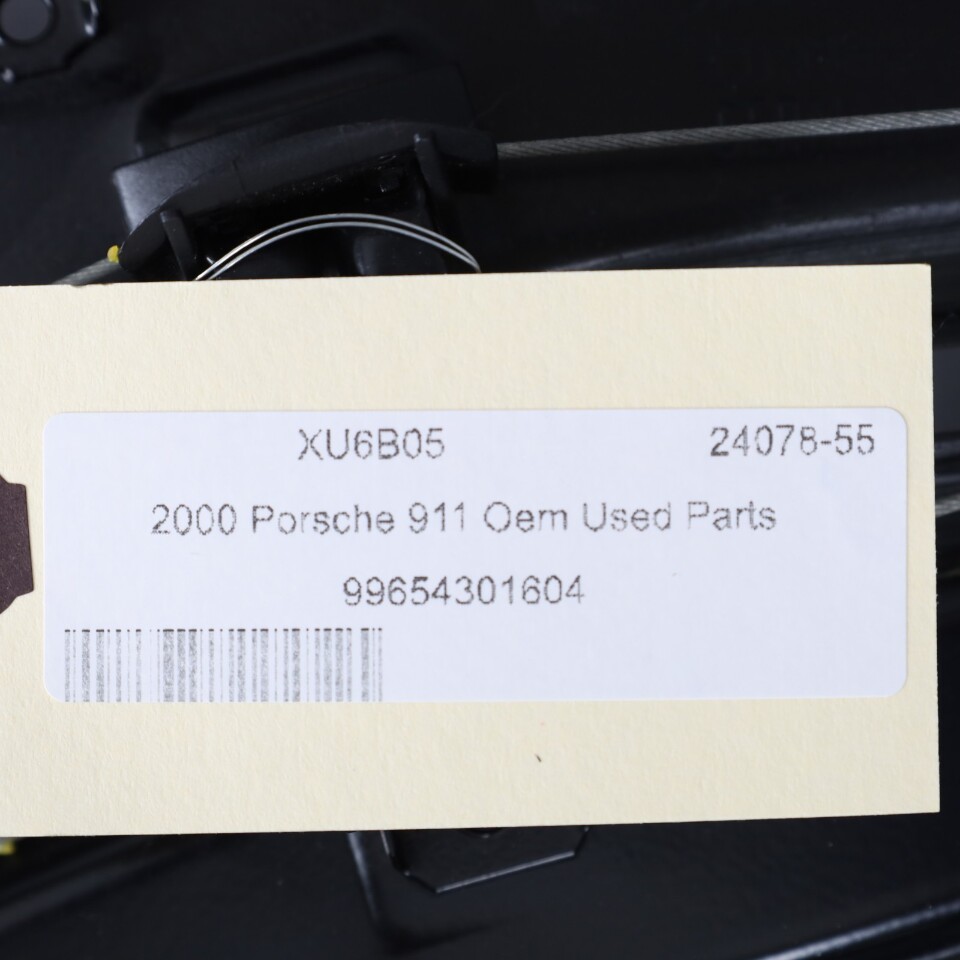 XU6B05 24078-55
2000 Porsche 911 Oem Used Parts
99654301604